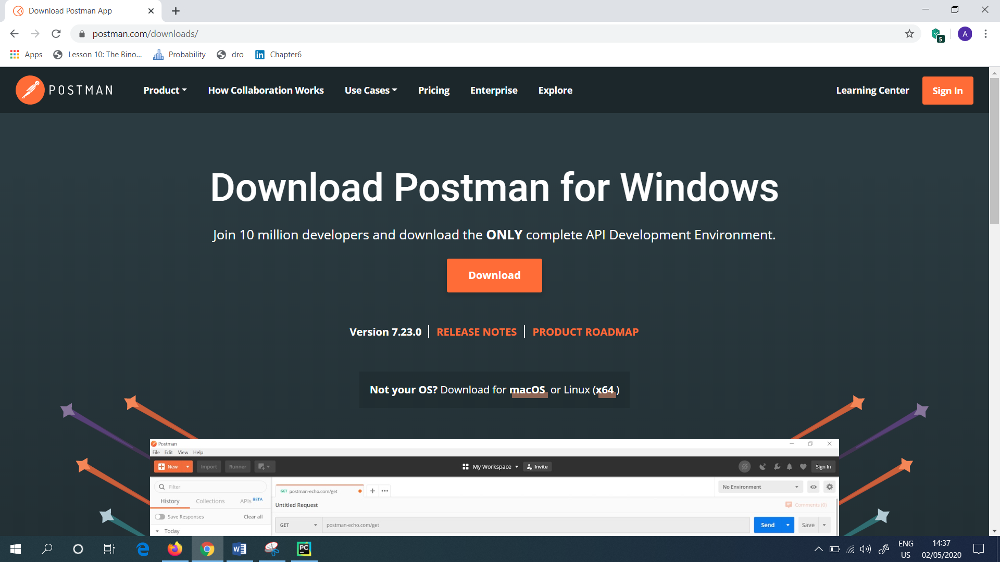 Download Postman App
postman.com/downloads/
5
A
Apps
Lesson 10: The Bino...
Probability
dro
Chapter6
POSTMAN
Product
How Collaboration Works
Use Cases
Pricing
Enterprise
Explore
Learning Center
Sign In
Download Postman for Windows
Join 10 million developers and download the ONLY complete API Development Environment.
Download
Version 7.23.0 | RELEASE NOTES | PRODUCT ROADMAP
Not your OS? Download for macOS or Linux (x64)
Postman
File Edit View Help
New
Import
Runner
My Workspace
Invite
Sign In
Filter
GET postman-echo.com/get
No Environment
History
Collections
APIs BETA
Untitled Request
Comments (0)
Save Responses
Clear all
GET
postman-echo.com/get
Send
Save
Today
PC
ENG
US
14:37
02/05/2020